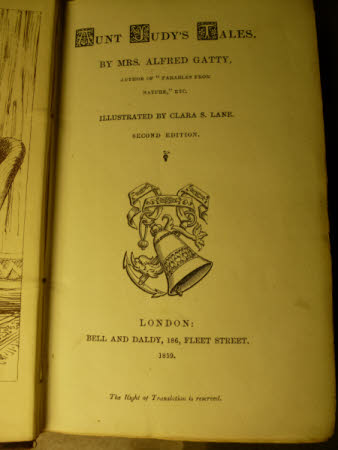 AUNT JUDY'S TALES.
BY MRS. ALFRED GATTY,
AUTHOR OF "PARABLES FROM
NATURE," ETC.
ILLUSTRATED BY CLARA S. LANE.
SECOND EDITION.
LONDON:
BELL AND DALDY, 186, FLEET STREET.
1859.
The Right of Translation is reserved.